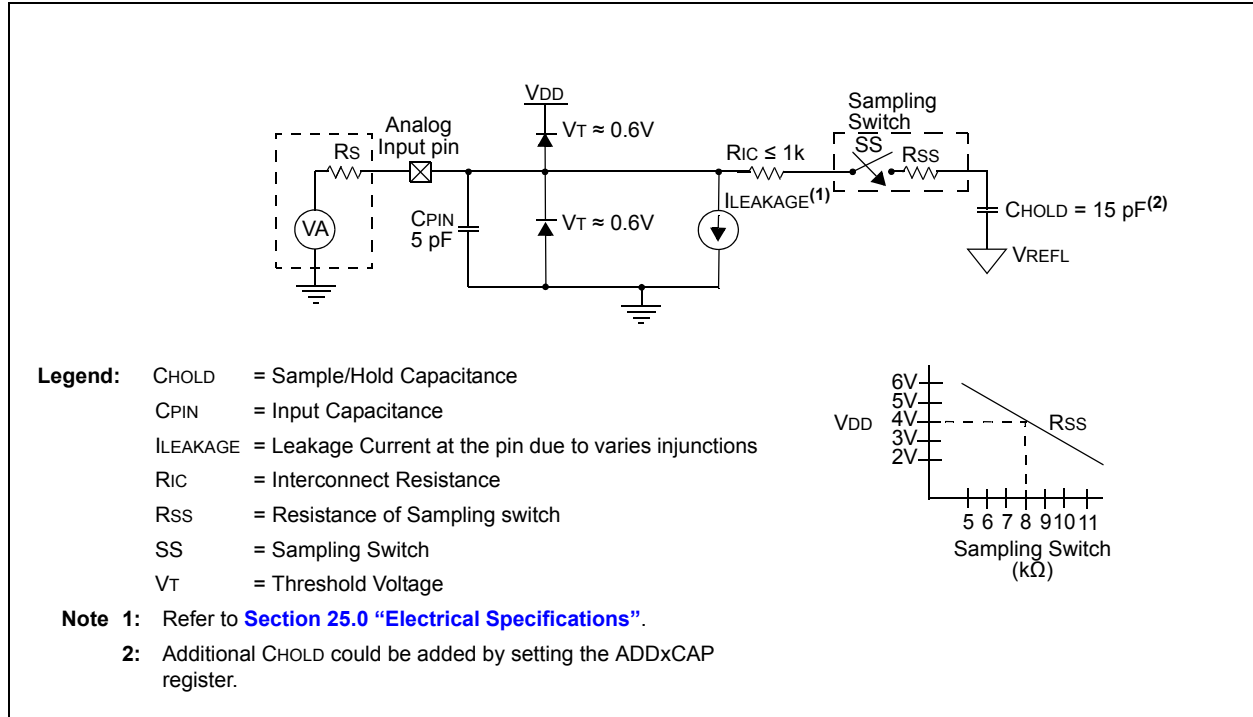 VDD
Sampling
Switch
Analog
Input pin
VT ≈ 0.6V
RS
RIC ≤ 1k
SS
RSS
VA
CPIN
5 pF
VT ≈ 0.6V
ILEAKAGE(1)
CHOLD = 15 pF(2)
VREFL
Legend: CHOLD = Sample/Hold Capacitance
CPIN = Input Capacitance
ILEAKAGE = Leakage Current at the pin due to varies injunctions
RIC = Interconnect Resistance
RSS = Resistance of Sampling switch
SS = Sampling Switch
VT = Threshold Voltage
6V
5V
VDD 4V RSS
3V
2V
5 6 7 8 9 10 11
Sampling Switch
(kΩ)
Note 1: Refer to Section 25.0 “Electrical Specifications”.
2: Additional CHOLD could be added by setting the ADDxCAP
register.